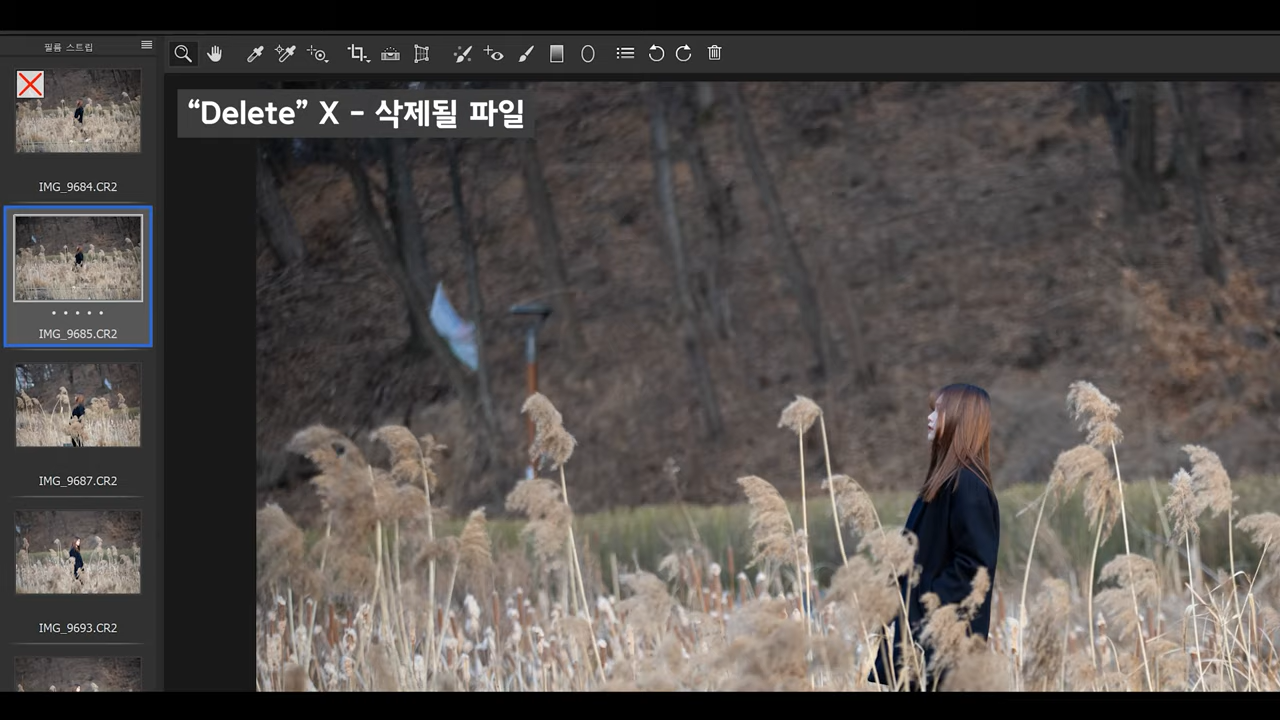 필름 스트립
“Delete” X - 삭제될 파일
IMG_9684.CR2
IMG_9685.CR2
IMG_9687.CR2
IMG_9693.CR2